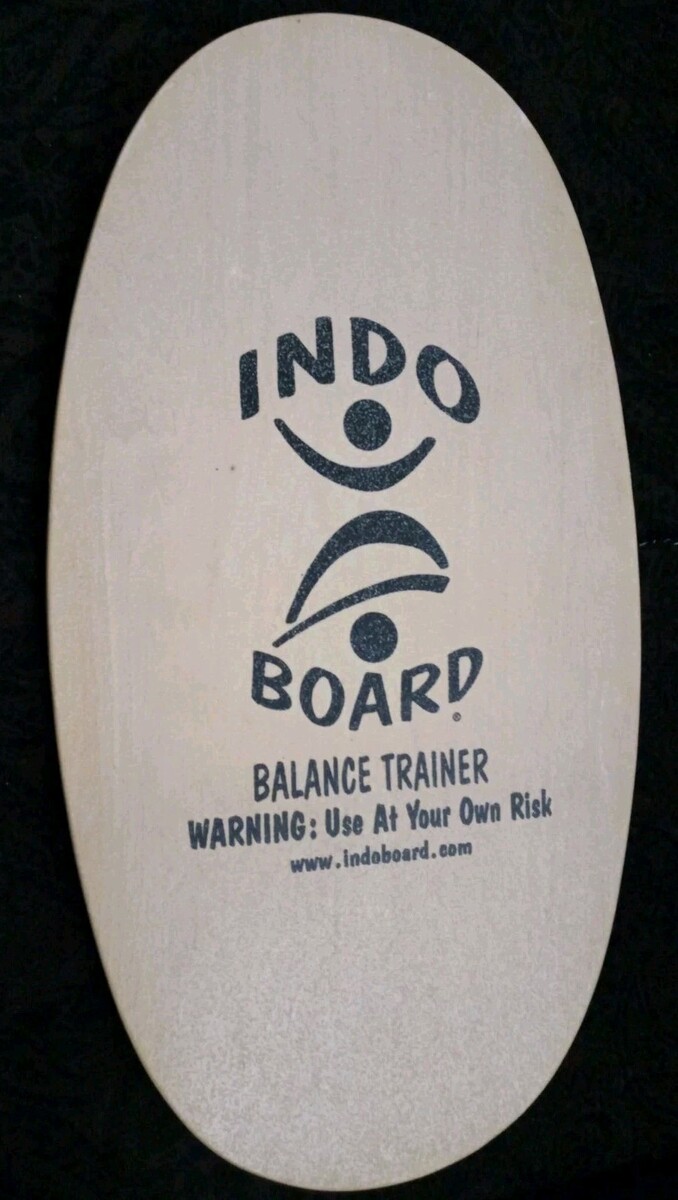 INDO
BOARD®
BALANCE TRAINER
WARNING: Use At Your Own Risk
www.indoboard.com